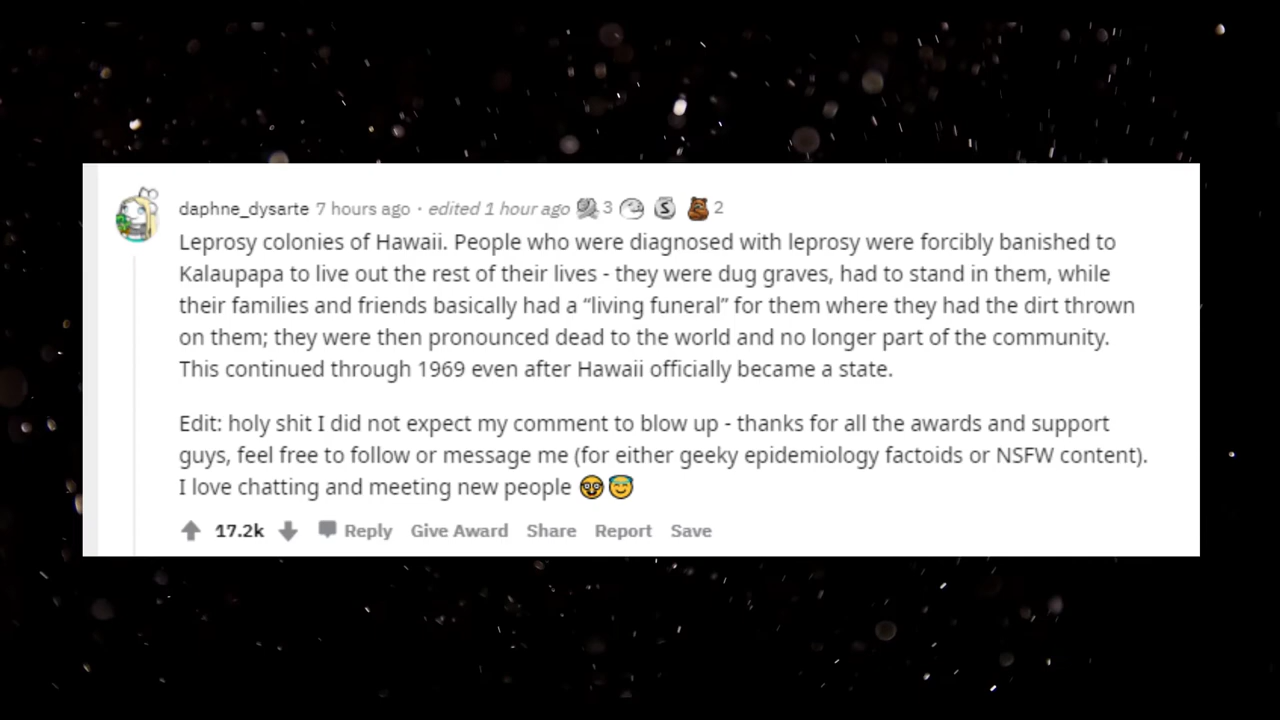 daphne_dysarte 7 hours ago · edited 1 hour ago 3 S 2
Leprosy colonies of Hawaii. People who were diagnosed with leprosy were forcibly banished to
Kalaupapa to live out the rest of their lives - they were dug graves, had to stand in them, while
their families and friends basically had a “living funeral” for them where they had the dirt thrown
on them; they were then pronounced dead to the world and no longer part of the community.
This continued through 1969 even after Hawaii officially became a state.
Edit: holy shit I did not expect my comment to blow up - thanks for all the awards and support
guys, feel free to follow or message me (for either geeky epidemiology factoids or NSFW content).
I love chatting and meeting new people 🤓😇
17.2k Reply Give Award Share Report Save